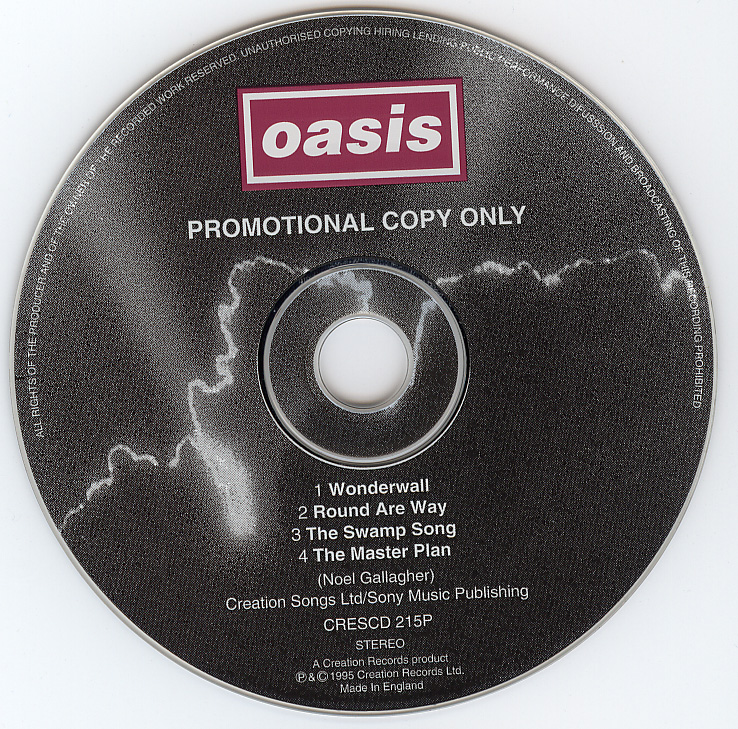 ALL RIGHTS OF THE PRODUCER AND OF THE OWNER OF THE RECORDED WORK RESERVED. UNAUTHORISED COPYING HIRING LENDING PUBLIC PERFORMANCE DIFUSSION AND BROADCASTING OF THIS RECORDING PROHIBITED
oasis
PROMOTIONAL COPY ONLY
1 Wonderwall
2 Round Are Way
3 The Swamp Song
4 The Master Plan
(Noel Gallagher)
Creation Songs Ltd/Sony Music Publishing
CRESCD 215P
STEREO
A Creation Records product
℗ & © 1995 Creation Records Ltd.
Made In England